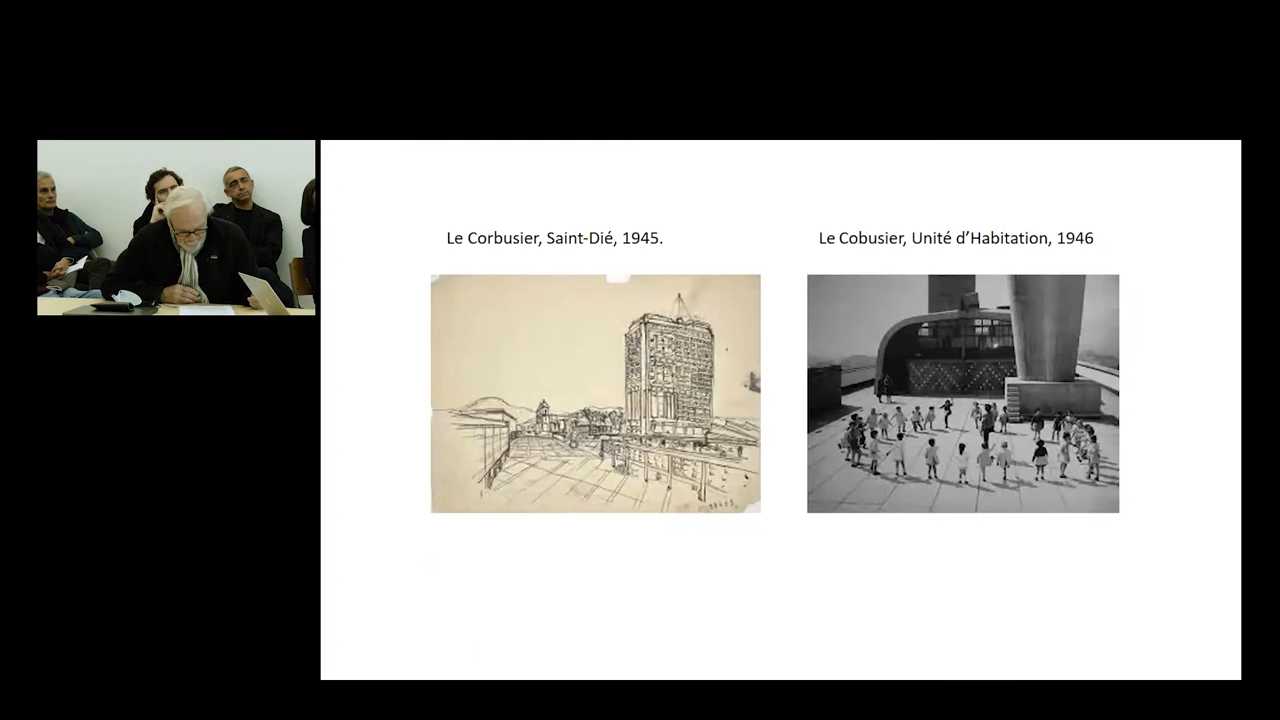 Le Corbusier, Saint-Dié, 1945.
Le Cobusier, Unité d’Habitation, 1946